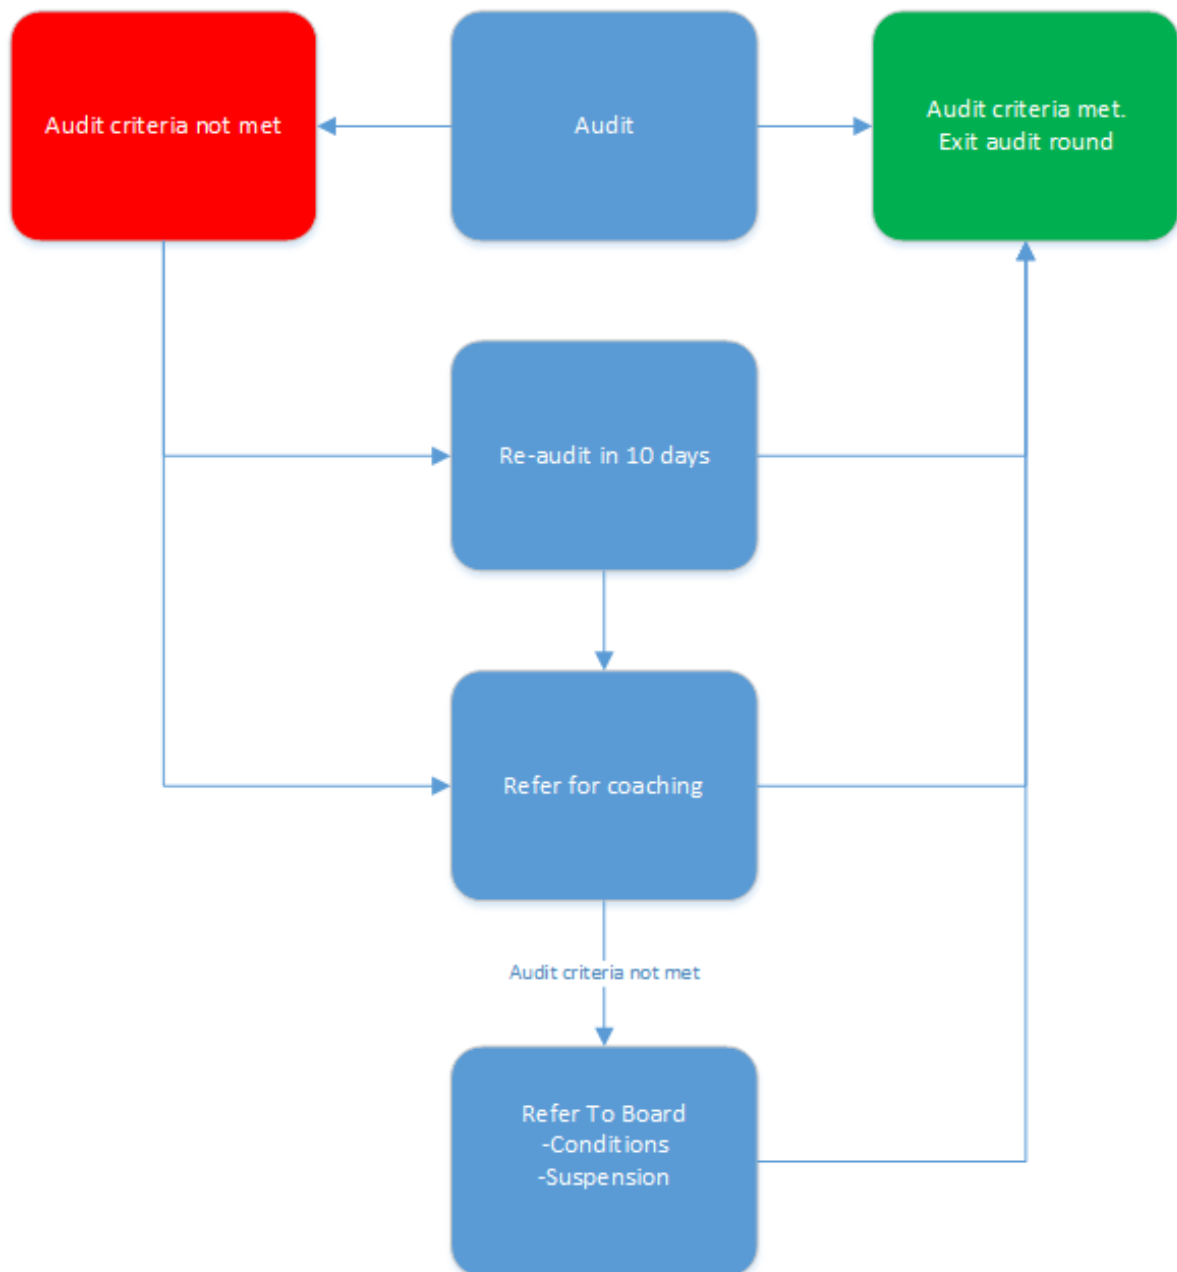 Audit criteria not met
Audit
Audit criteria met.
Exit audit round
Re-audit in 10 days
Refer for coaching
Audit criteria not met
Refer To Board
-Conditions
-Suspension